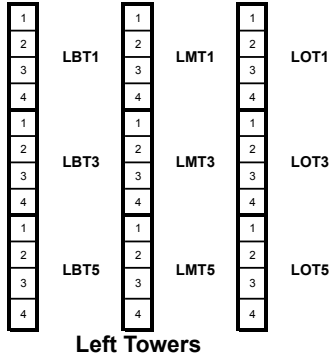 1 1 1
2 LBT1 2 LMT1 2 LOT1
3 3 3
4 4 4
1 1 1
2 LBT3 2 LMT3 2 LOT3
3 3 3
4 4 4
1 1 1
2 2 2
3 LBT5 3 LMT5 3 LOT5
4 4 4
Left Towers